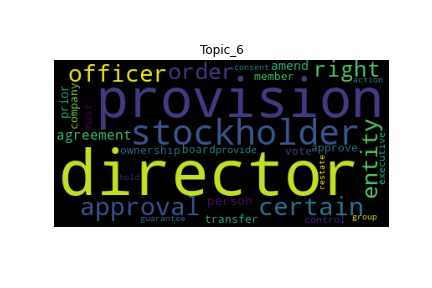 Topic_6
officer order amend consent right
member action
prior company must provision
agreement stockholder entity executive
ownership board provide vote approve
director restate
hold
approval person certain
guarantee transfer control group